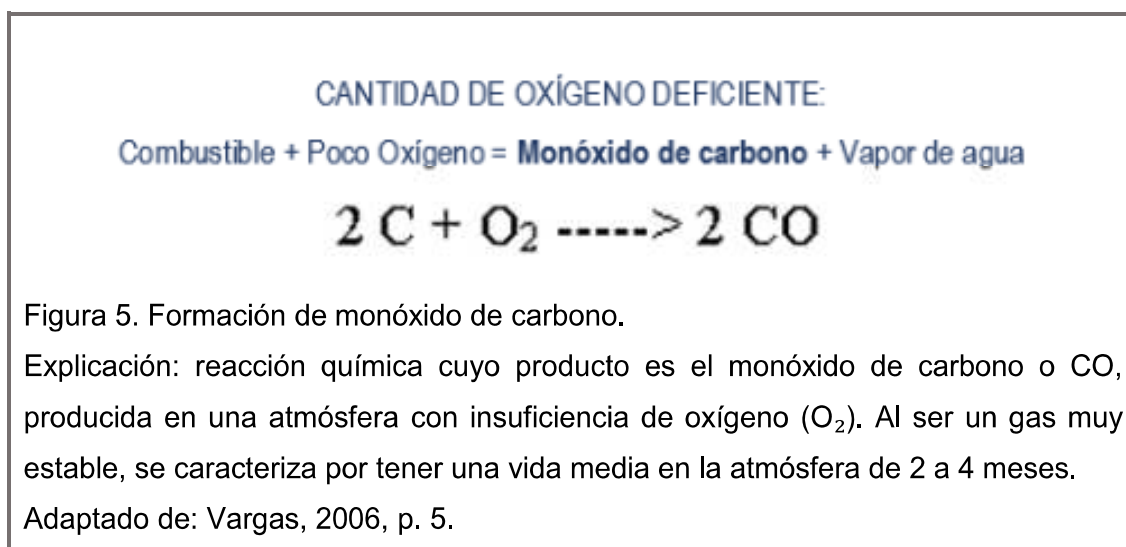 CANTIDAD DE OXÍGENO DEFICIENTE:
Combustible + Poco Oxígeno = Monóxido de carbono + Vapor de agua
2 C + O₂ -----> 2 CO
Figura 5. Formación de monóxido de carbono.
Explicación: reacción química cuyo producto es el monóxido de carbono o CO,
producida en una atmósfera con insuficiencia de oxígeno (O₂). Al ser un gas muy
estable, se caracteriza por tener una vida media en la atmósfera de 2 a 4 meses.
Adaptado de: Vargas, 2006, p. 5.